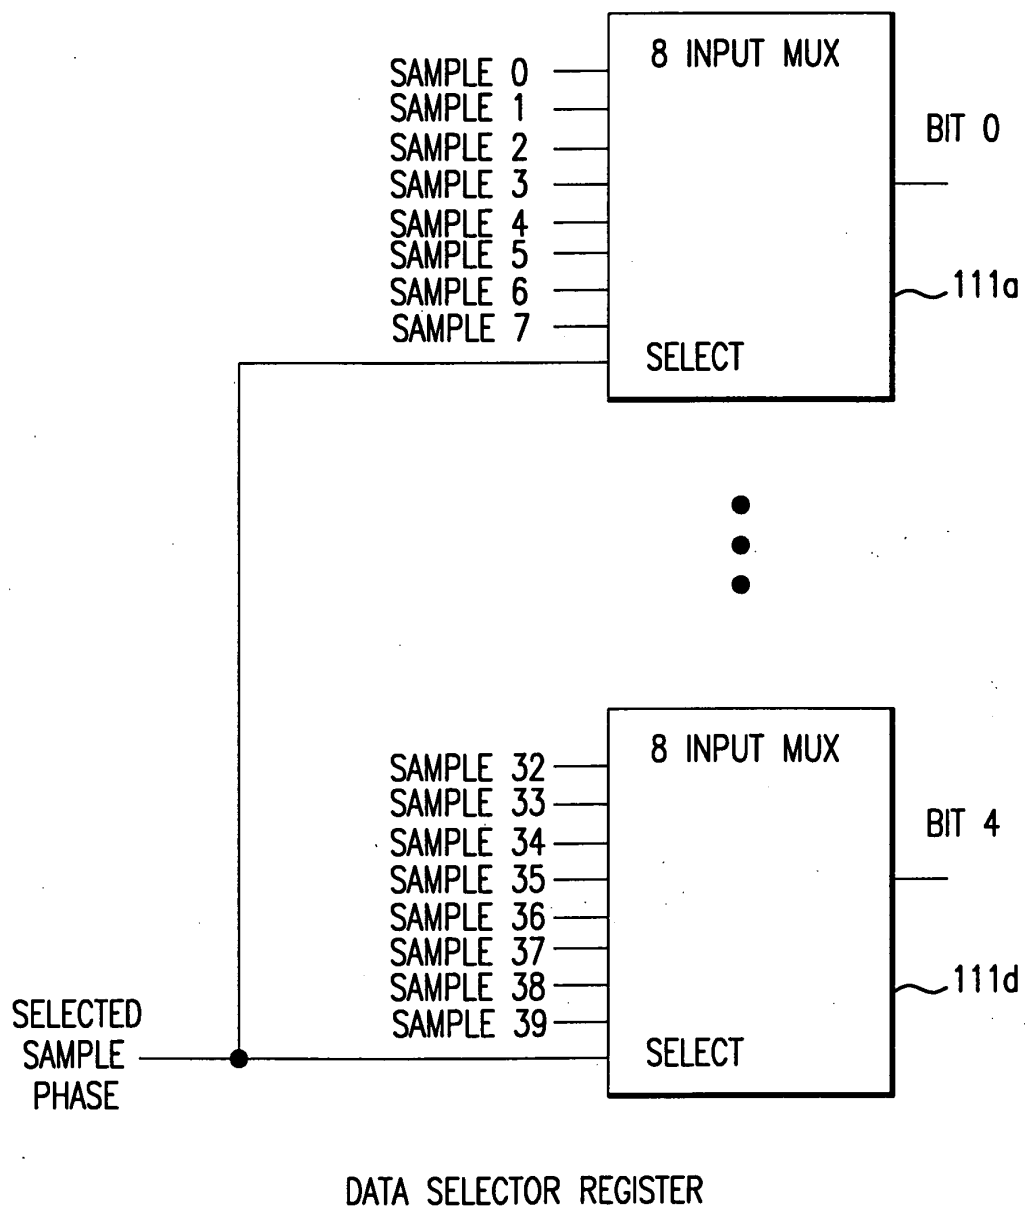 8 INPUT MUX
SAMPLE 0
SAMPLE 1
SAMPLE 2
SAMPLE 3
SAMPLE 4
SAMPLE 5
SAMPLE 6
SAMPLE 7
SELECT
BIT 0
111a
8 INPUT MUX
SAMPLE 32
SAMPLE 33
SAMPLE 34
SAMPLE 35
SAMPLE 36
SAMPLE 37
SAMPLE 38
SAMPLE 39
SELECT
BIT 4
111d
SELECTED
SAMPLE
PHASE
DATA SELECTOR REGISTER